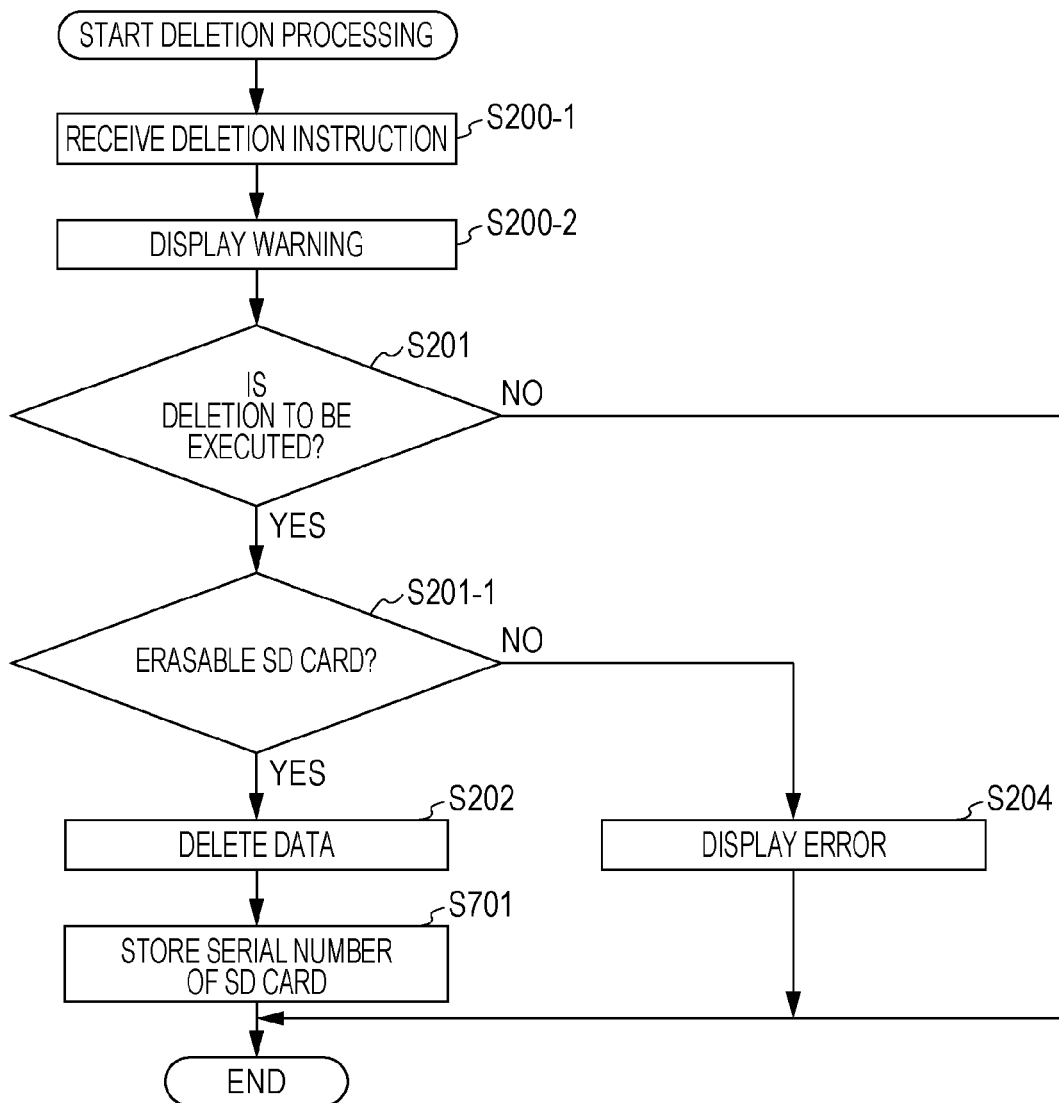 START DELETION PROCESSING
S200-1
RECEIVE DELETION INSTRUCTION
S200-2
DISPLAY WARNING
S201
IS
DELETION TO BE
EXECUTED?
NO
YES
S201-1
ERASABLE SD CARD?
NO
YES
S202
DELETE DATA
S204
DISPLAY ERROR
S701
STORE SERIAL NUMBER
OF SD CARD
END